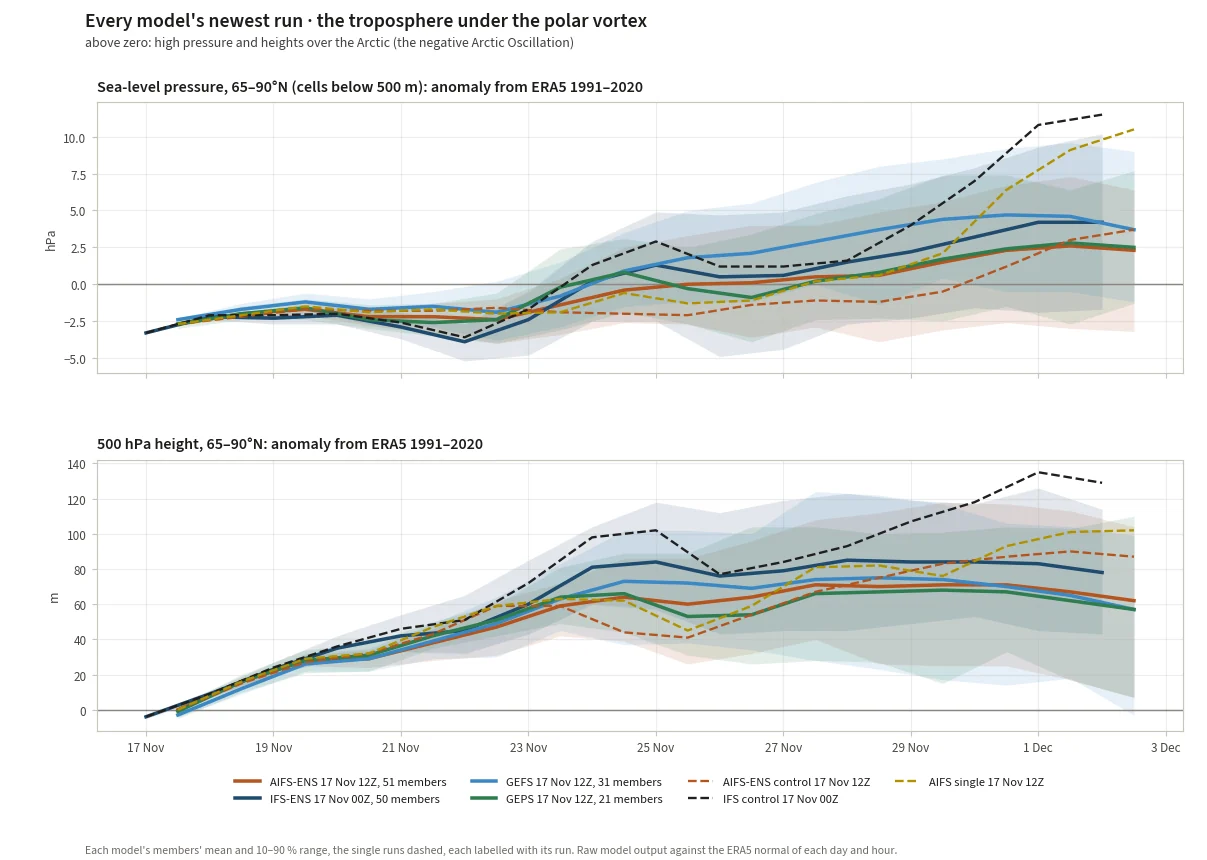 Every model's newest run · the troposphere under the polar vortex
above zero: high pressure and heights over the Arctic (the negative Arctic Oscillation)
Sea-level pressure, 65–90°N (cells below 500 m): anomaly from ERA5 1991–2020
10.0
7.5
5.0
2.5
0.0
−2.5
−5.0
hPa
500 hPa height, 65–90°N: anomaly from ERA5 1991–2020
140
120
100
80
60
40
20
0
m
17 Nov 19 Nov 21 Nov 23 Nov 25 Nov 27 Nov 29 Nov 1 Dec 3 Dec
AIFS-ENS 17 Nov 12Z, 51 members GEFS 17 Nov 12Z, 31 members AIFS-ENS control 17 Nov 12Z AIFS single 17 Nov 12Z
IFS-ENS 17 Nov 00Z, 50 members GEPS 17 Nov 12Z, 21 members IFS control 17 Nov 00Z
Each model's members' mean and 10–90 % range, the single runs dashed, each labelled with its run. Raw model output against the ERA5 normal of each day and hour.